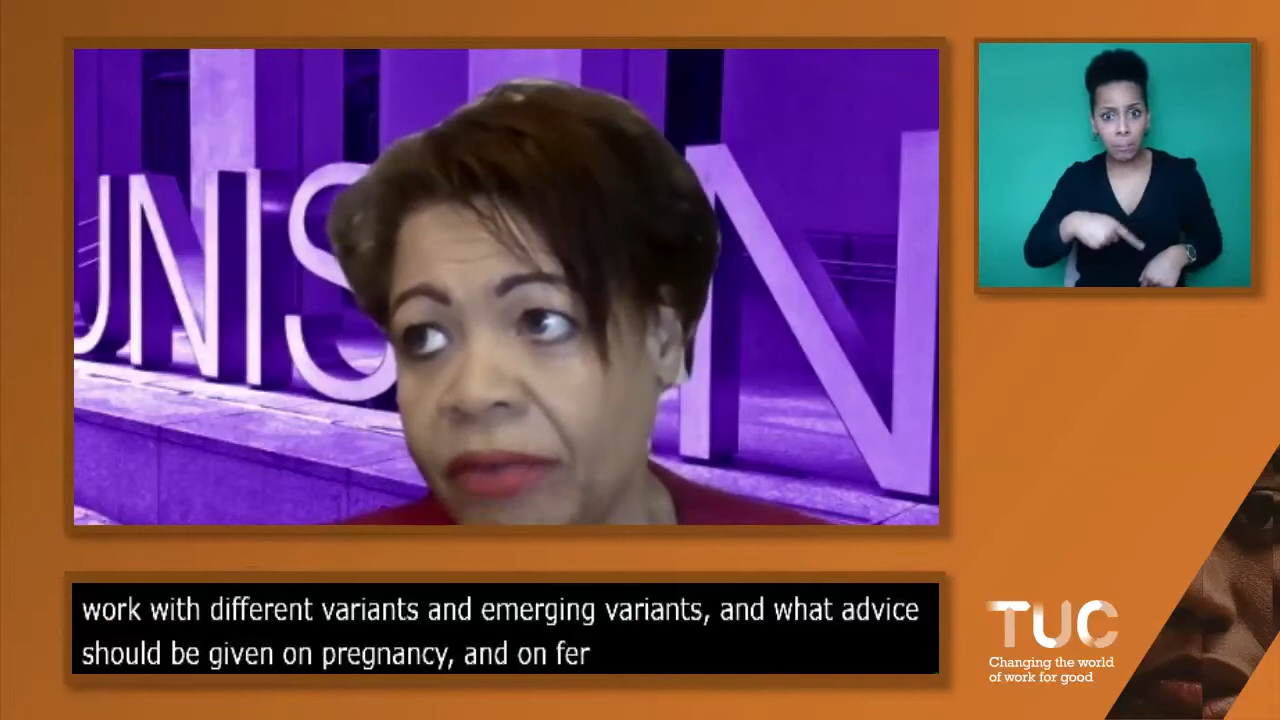 UNIS N
work with different variants and emerging variants, and what advice
should be given on pregnancy, and on fer
TUC
Changing the world
of work for good